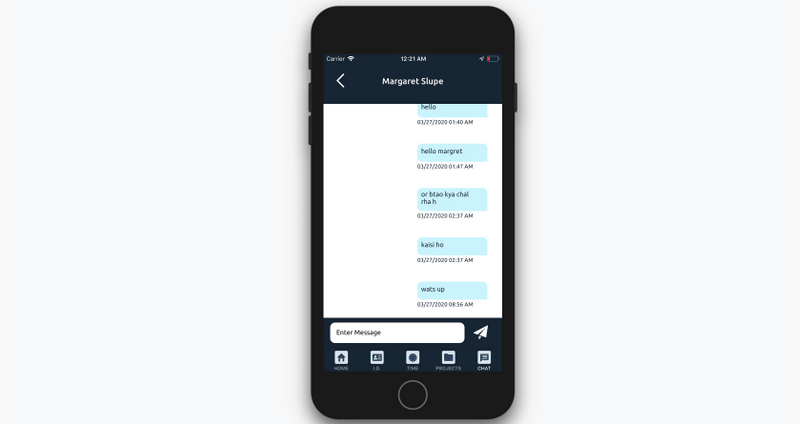 Carrier 12:21 AM
Margaret Slupe
hello
03/27/2020 01:40 AM
hello margret
03/27/2020 01:47 AM
or btao kya chal
rha h
03/27/2020 02:37 AM
kaisi ho
03/27/2020 02:37 AM
wats up
03/27/2020 08:56 AM
Enter Message
HOME I.D. TIME PROJECTS CHAT